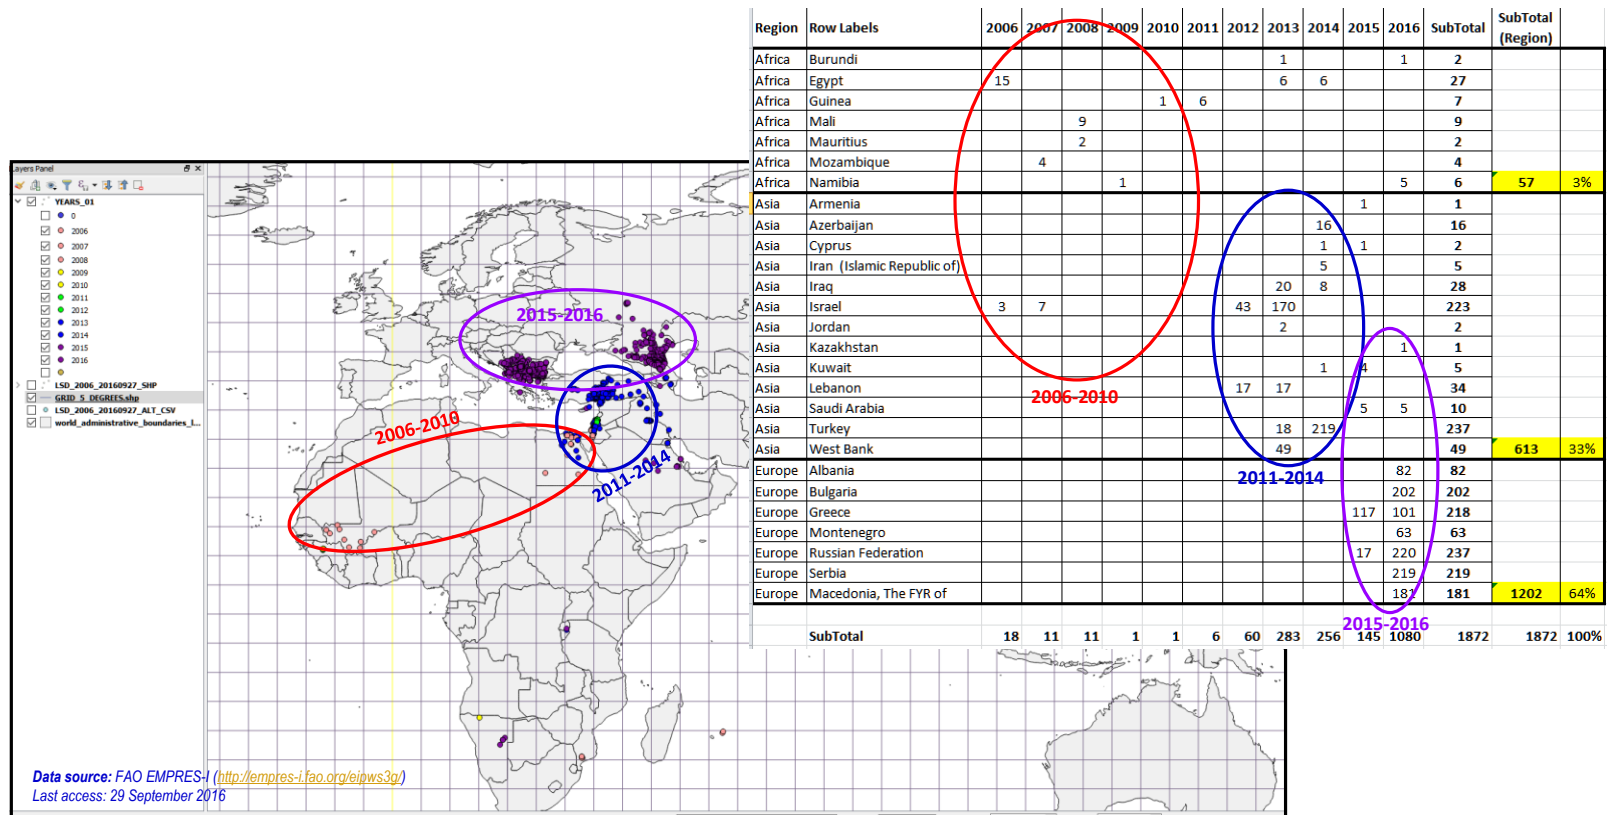 Region Row Labels 2006 2007 2008 2009 2010 2011 2012 2013 2014 2015 2016 SubTotal SubTotal (Region)
Africa Burundi 1 1 2
Africa Egypt 15 6 6 27
Africa Guinea 1 6 7
Africa Mali 9 9
Africa Mauritius 2 2
Africa Mozambique 4 4
Africa Namibia 1 5 6 57 3%
Asia Armenia 1 1
Asia Azerbaijan 16 16
Asia Cyprus 1 1 2
Asia Iran (Islamic Republic of) 5 5
Asia Iraq 20 8 28
Asia Israel 3 7 43 170 223
Asia Jordan 2 2
Asia Kazakhstan 1 1
Asia Kuwait 1 4 5
Asia Lebanon 17 17 34
Asia Saudi Arabia 5 5 10
Asia Turkey 18 219 237
Asia West Bank 49 49 613 33%
Europe Albania 82 82
Europe Bulgaria 202 202
Europe Greece 117 101 218
Europe Montenegro 63 63
Europe Russian Federation 17 220 237
Europe Serbia 219 219
Europe Macedonia, The FYR of 181 181 1202 64%
SubTotal 18 11 11 1 1 6 60 283 256 145 1080 1872 1872 100%
2006-2010
2011-2014
2015-2016
Layers Panel
YEARS_01
0
2006
2007
2008
2009
2010
2011
2012
2013
2014
2015
2016
LSD_2006_20160927_SHP
GRID_5_DEGREES.shp
LSD_2006_20160927_ALT_CSV
world_administrative_boundaries_l...
2015-2016
2006-2010
2011-2014
Data source: FAO EMPRES-I (http://empres-i.fao.org/eipws3g/)
Last access: 29 September 2016